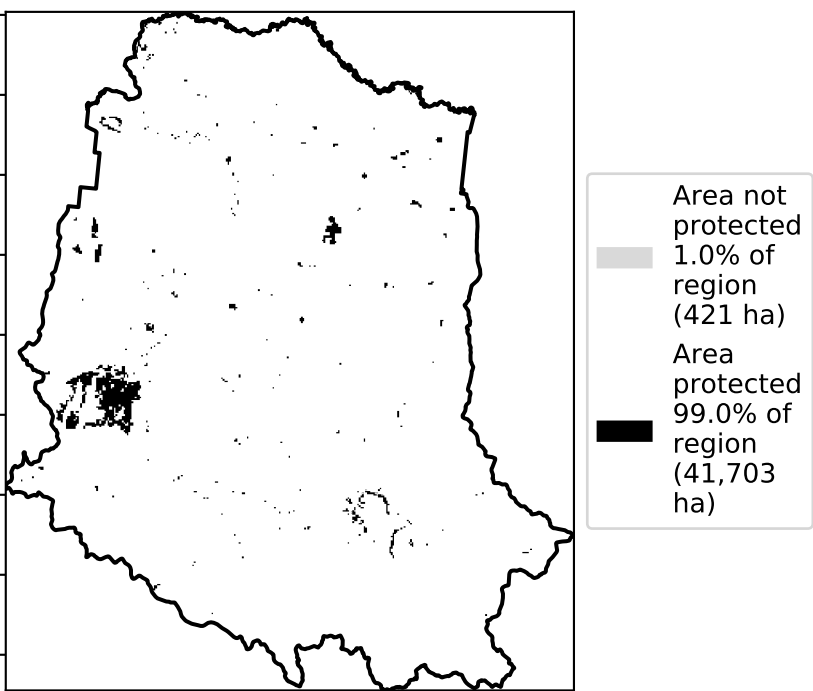 Area not
protected
1.0% of
region
(421 ha)
Area
protected
99.0% of
region
(41,703
ha)